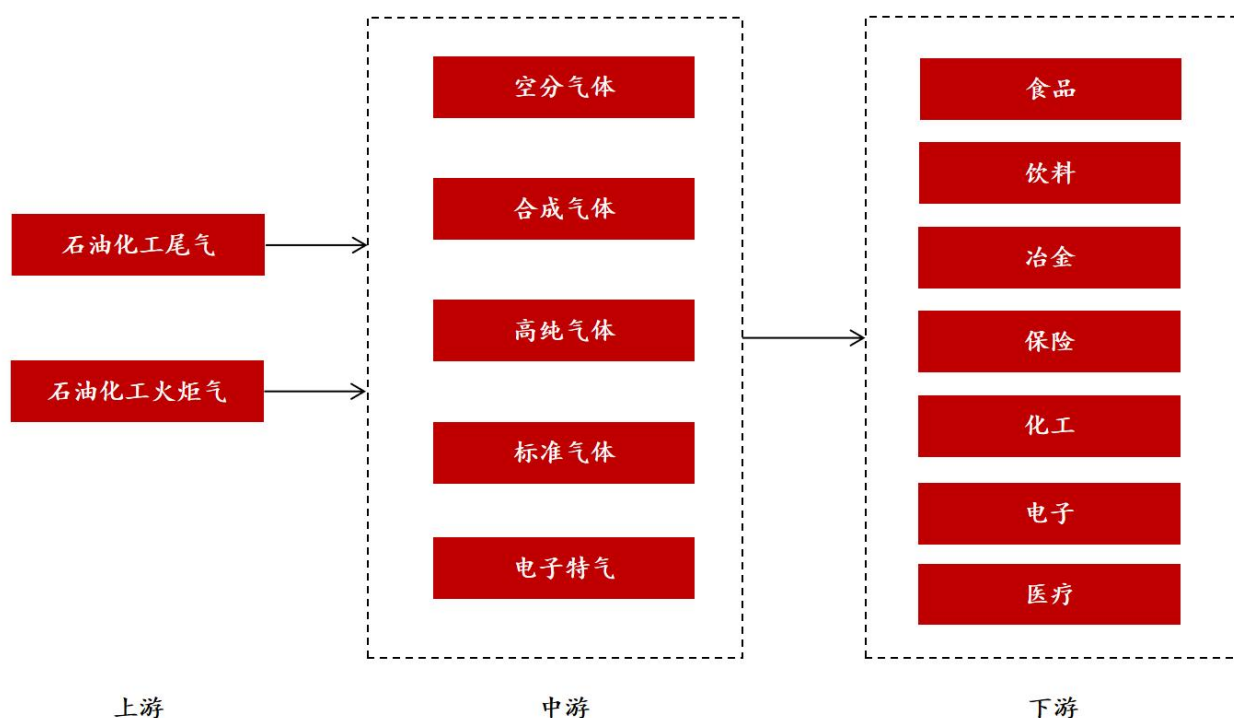 石油化工尾气
石油化工火炬气
上游
空分气体
合成气体
高纯气体
标准气体
电子特气
中游
食品
饮料
冶金
保险
化工
电子
医疗
下游